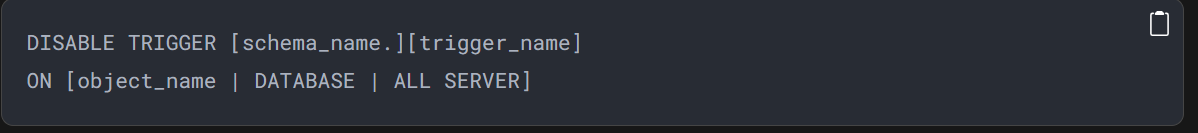 DISABLE TRIGGER [schema_name.][trigger_name]
ON [object_name | DATABASE | ALL SERVER]